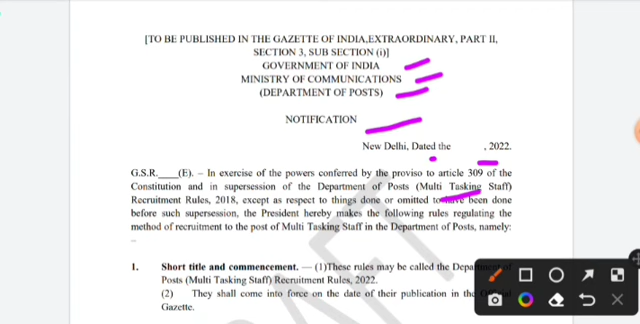 [TO BE PUBLISHED IN THE GAZETTE OF INDIA,EXTRAORDINARY, PART II,
SECTION 3, SUB SECTION (i)]
GOVERNMENT OF INDIA
MINISTRY OF COMMUNICATIONS
(DEPARTMENT OF POSTS)
NOTIFICATION
New Delhi, Dated the , 2022.
G.S.R.____(E). – In exercise of the powers conferred by the proviso to article 309 of the
Constitution and in supersession of the Department of Posts (Multi Tasking Staff)
Recruitment Rules, 2018, except as respect to things done or omitted to have been done
before such supersession, the President hereby makes the following rules regulating the
method of recruitment to the post of Multi Tasking Staff in the Department of Posts, namely:
–
1. Short title and commencement. — (1)These rules may be called the Department of
Posts (Multi Tasking Staff) Recruitment Rules, 2022.
(2) They shall come into force on the date of their publication in the
Gazette.